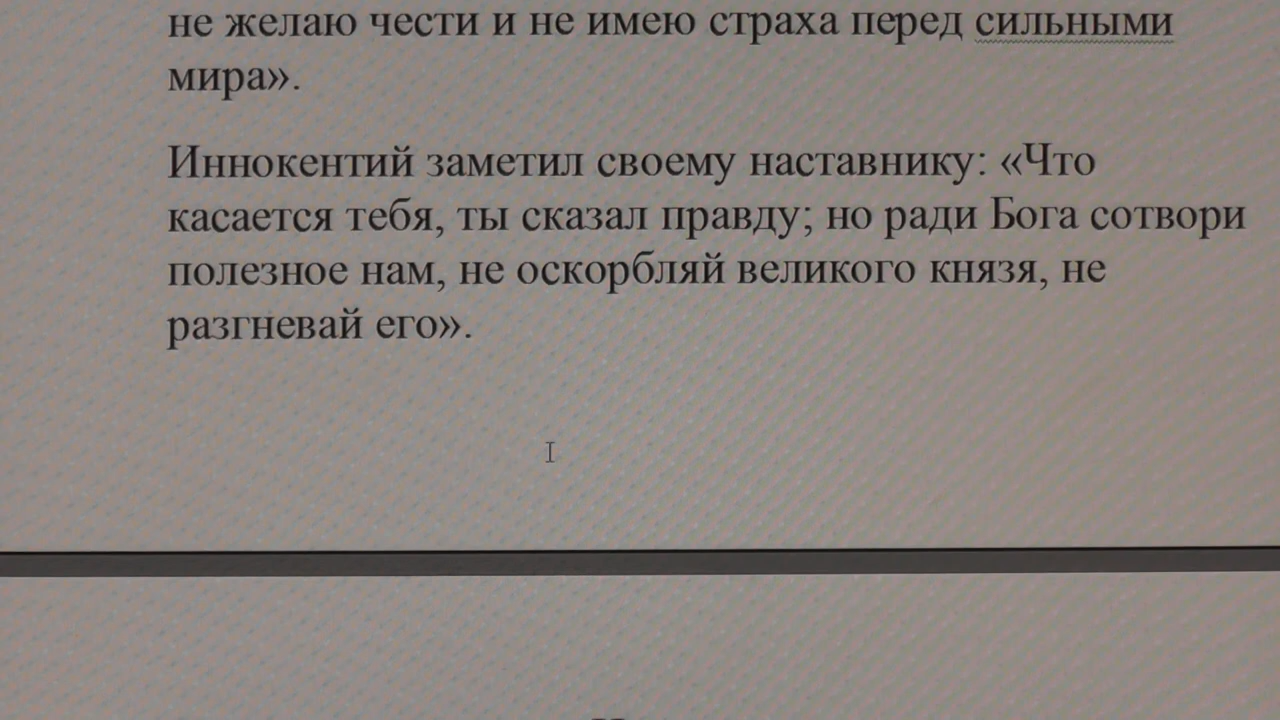 не желаю чести и не имею страха перед сильными
мира».
Иннокентий заметил своему наставнику: «Что
касается тебя, ты сказал правду; но ради Бога сотвори
полезное нам, не оскорбляй великого князя, не
разгневай его».